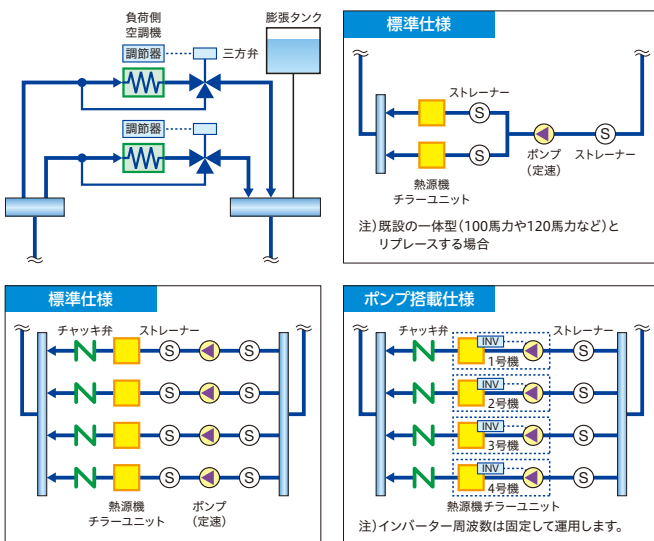 負荷側
空調機
膨張タンク
調節器
三方弁
調節器
標準仕様
ストレーナー
ポンプ
(定速)
ストレーナー
熱源機
チラーユニット
注)既設の一体型(100馬力や120馬力など)と
リプレースする場合
標準仕様
チャッキ弁
ストレーナー
S
S
S
S
S
S
S
S
熱源機
チラーユニット
ポンプ
(定速)
ポンプ搭載仕様
チャッキ弁
ストレーナー
INV
1号機
S
INV
2号機
S
INV
3号機
S
INV
4号機
S
熱源機チラーユニット
注)インバーター周波数は固定して運用します。
S
S
S